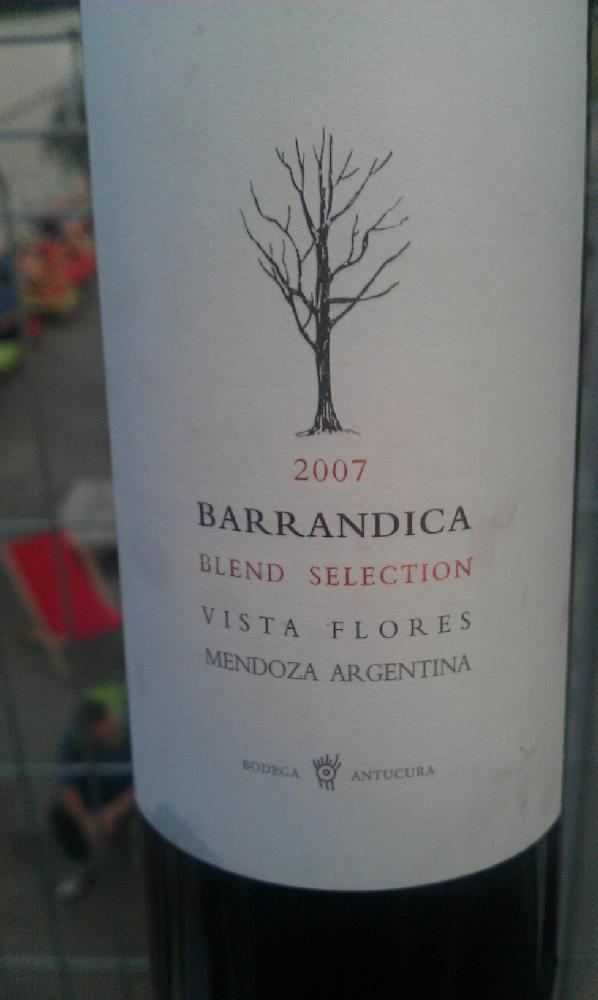 2007
BARRANDICA
BLEND SELECTION
VISTA FLORES
MENDOZA ARGENTINA
BODEGA ANTUCURA